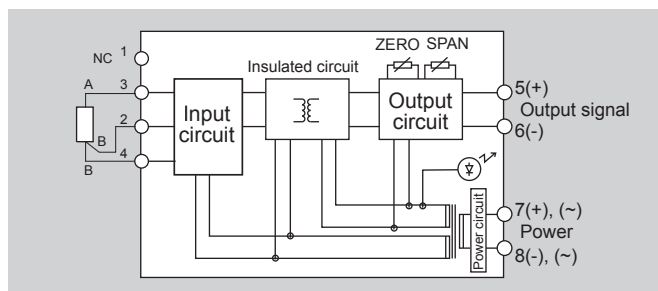 ZERO SPAN
NC 1
Insulated circuit
A 3
5(+)
Input
circuit
Output
circuit
Output signal
2
B
6(-)
4
B
7(+), (~)
Power circuit
Power
8(-), (~)